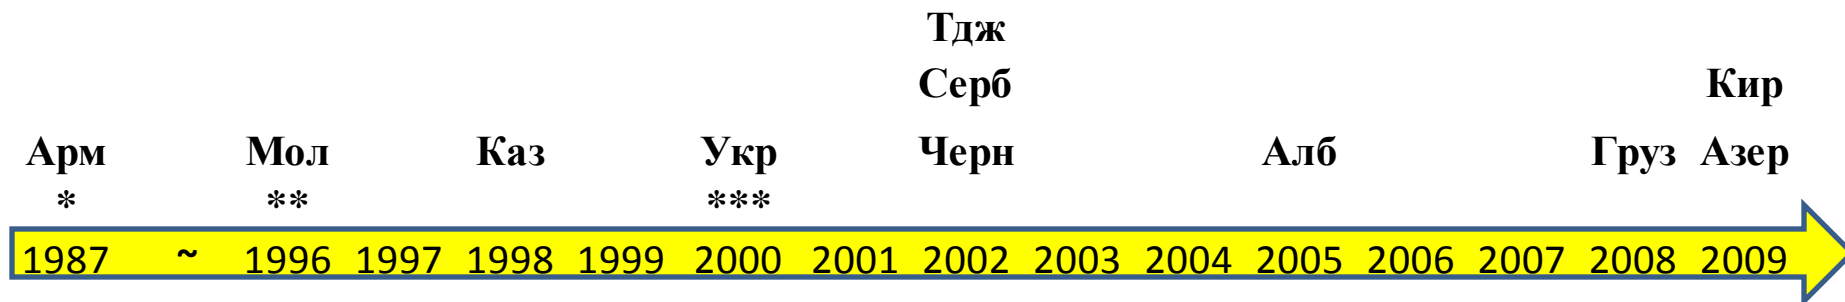 Тдж
Серб Кир
Арм Мол Каз Укр Черн Алб Груз Азер
* ** ***
1987 ~ 1996 1997 1998 1999 2000 2001 2002 2003 2004 2005 2006 2007 2008 2009